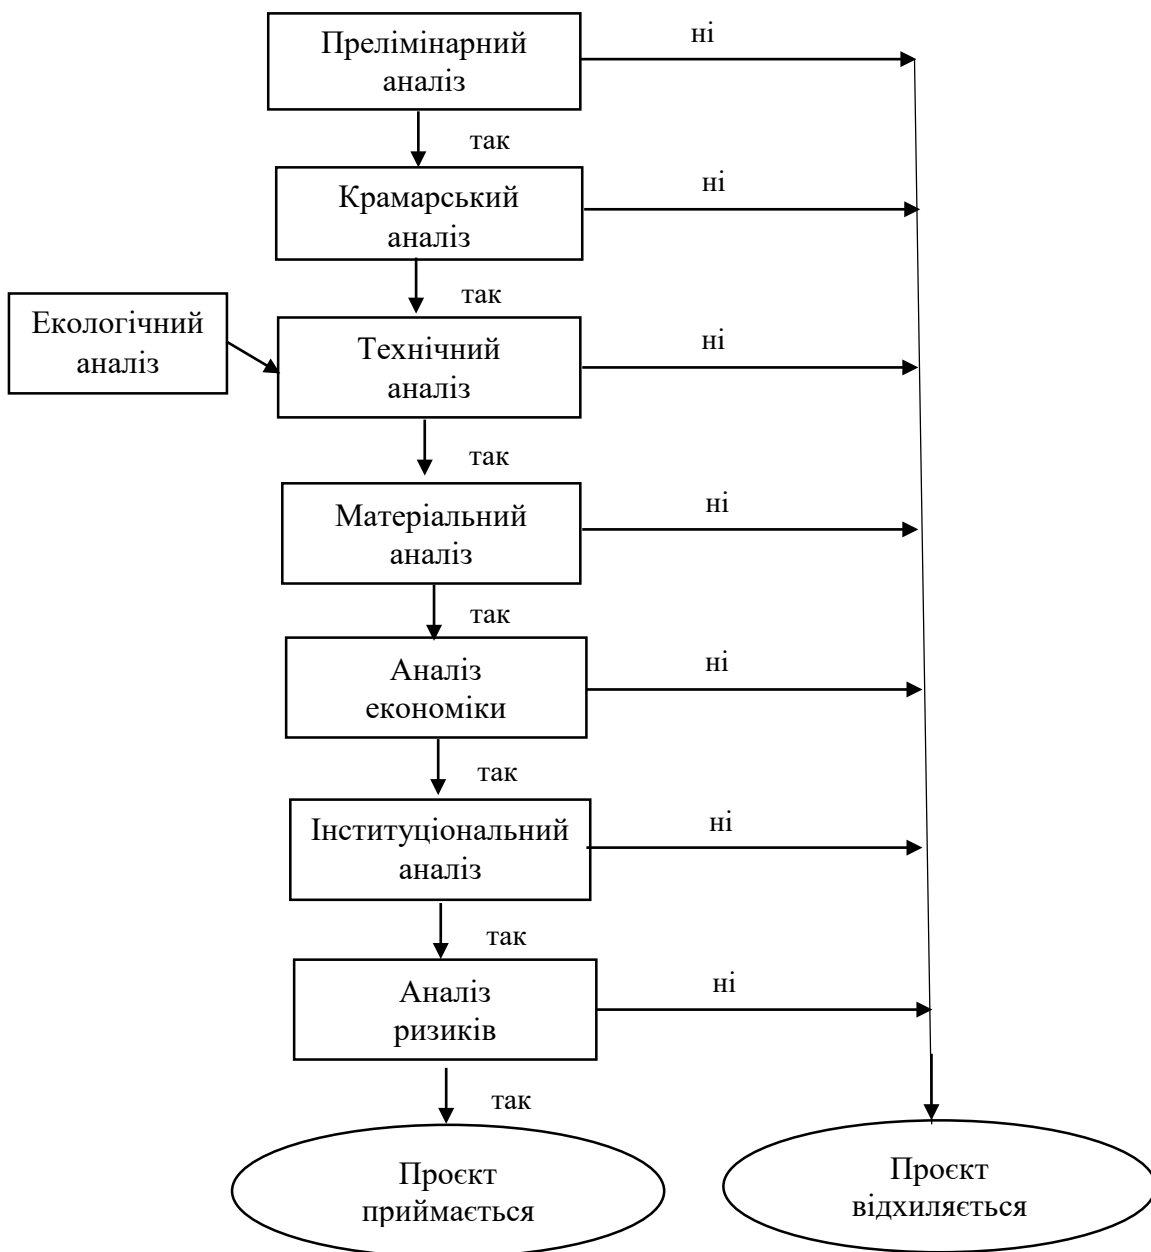 Прелімінарний
аналіз
ні
так
Крамарський
аналіз
ні
так
Екологічний
аналіз
Технічний
аналіз
ні
так
Матеріальний
аналіз
ні
так
Аналіз
економіки
ні
так
Інституціональний
аналіз
ні
так
Аналіз
ризиків
ні
так
Проєкт
приймається
Проєкт
відхиляється